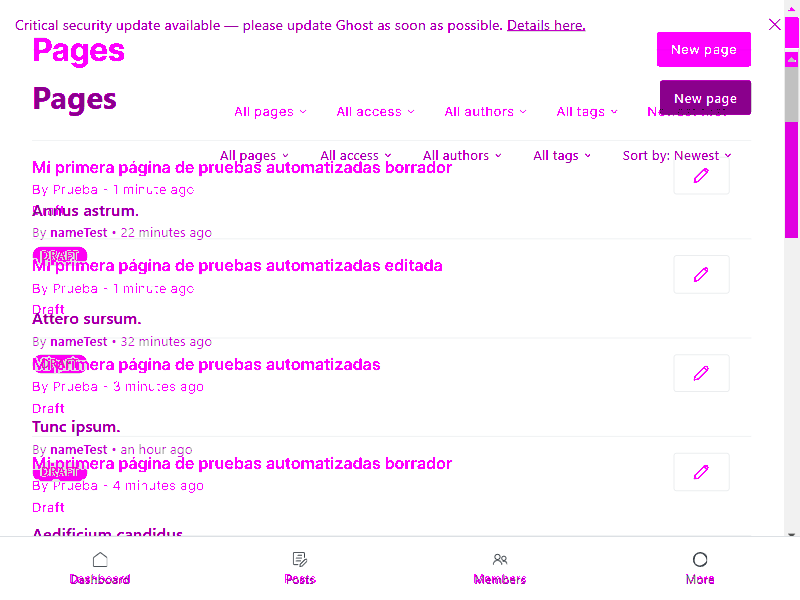 Critical security update available — please update Ghost as soon as possible. Details here.
Pages
New page
Pages
New page
All pages
All access
All authors
All tags
All pages
All access
All authors
All tags
Sort by: Newest
Mi primera página de pruebas automatizadas borrador
By Prueba - 1 minute ago
Draft
Annus astrum.
By nameTest • 22 minutes ago
DRAFT
Mi primera página de pruebas automatizadas editada
By Prueba - 1 minute ago
Draft
Attero sursum.
By nameTest • 32 minutes ago
DRAFT
Mi primera página de pruebas automatizadas
By Prueba - 3 minutes ago
Draft
Tunc ipsum.
By nameTest • an hour ago
Mi primera página de pruebas automatizadas borrador
DRAFT
By Prueba - 4 minutes ago
Draft
Aedificium candidus.
Dashboard
Posts
Members
More